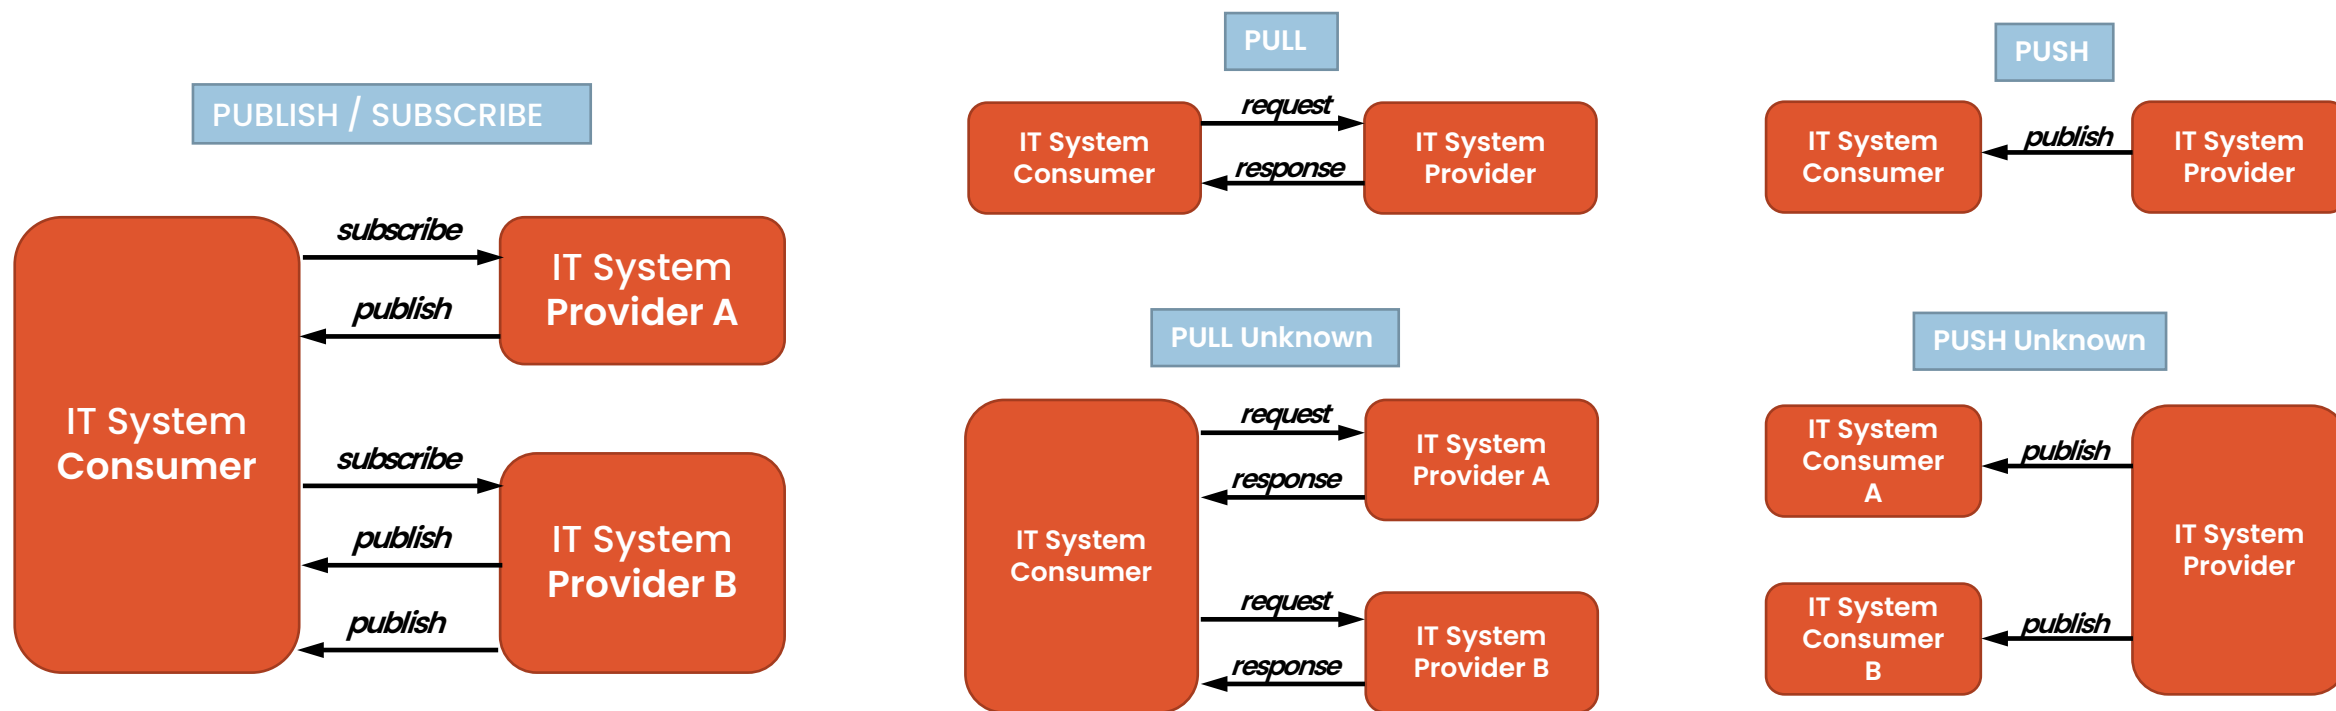 PUBLISH / SUBSCRIBE
IT System
Consumer
subscribe
publish
IT System
Provider A
subscribe
publish
publish
IT System
Provider B
PULL
IT System
Consumer
request
response
IT System
Provider
PULL Unknown
IT System
Consumer
request
response
IT System
Provider A
request
response
IT System
Provider B
PUSH
IT System
Consumer
publish
IT System
Provider
PUSH Unknown
IT System
Consumer
A
publish
IT System
Consumer
B
publish
IT System
Provider